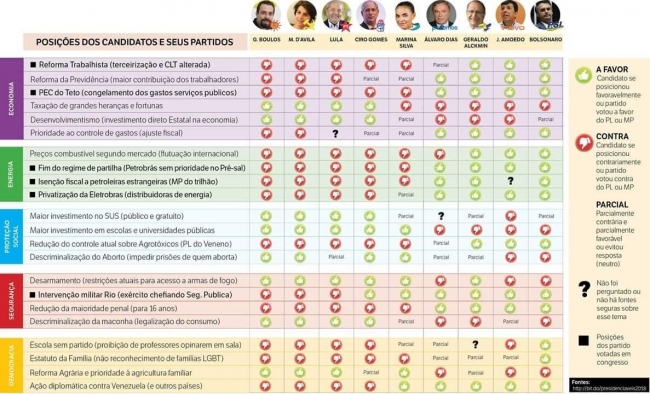 POSIÇÕES DOS CANDIDATOS E SEUS PARTIDOS
G. BOULOS M. D'AVILA LULA CIRO GOMES MARINA SILVA ÁLVARO DIAS GERALDO ALCKMIN J. AMOEDO BOLSONARO
ECONOMIA
■ Reforma Trabalhista (terceirização e CLT alterada) Parcial
Reforma da Previdência (maior contribuição dos trabalhadores) Parcial Parcial
■ PEC do Teto (congelamento dos gastos serviços publicos)
Taxação de grandes heranças e fortunas
Desenvolvimentismo (investimento direto Estatal na economia) Parcial Parcial
Prioridade ao control de gastos (ajuste fiscal) ? Parcial Parcial
ENERGIA
Preços combustível segundo mercado (flutuação internacional)
■ Fim do regime de partilha (Petrobrás sem prioridade no Pré-sal)
■ Isenção fiscal a petroleiras estrangeiras (MP do trilhão) ?
■ Privatização da Eletrobras (distribuidoras de energia) Parcial
PROTEÇÃO SOCIAL
Maior investimento no SUS (público e gratuito) Parcial ?
Maior investimento em escolas e universidades públicas
Redução do controle atual sobre Agrotóxicos (PL do Veneno)
Descriminalização do Aborto (impedir prisões de quem aborta) Parcial Parcial Parcial
SEGURANÇA
Desarmamento (restrições atuais para acesso a armas de fogo) Parcial
■ Intervenção militar Rio (exército chefiando Seg. Publica)
Redução da maioridade penal (para 16 anos) Parcial
Descriminalização da maconha (legalização do consumo) Parcial Parcial
DEMOCRACIA
Escola sem partido (proibição de professores opinarem em sala) Parcial ?
Estatuto da Família (não reconhecimento de famílias LGBT) Parcial Parcial Parcial
Reforma Agrária e prioridade à agricultura familiar Parcial
Ação diplomática contra Venezuela (e outros países)
A FAVOR
Candidato se
posicionou
favoravelmente
ou partido
votou a favor
do PL ou MP
CONTRA
Candidato se
posicionou
contrariamente
ou partido
votou contra
do PL ou MP
PARCIAL
Parcialmente
contrária e
parcialmente
favorável
ou evitou
resposta
(neutro)
? Não foi
perguntado ou
não há fontes
seguras sobre
esse tema
■ Posições
do partido
votadas em
congresso
Fontes:
http://bit.do/presidenciaveis2018